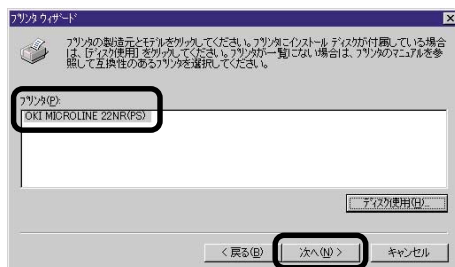 プリンタ ウィザード
プリンタの製造元とモデルをクリックしてください。プリンタにインストール ディスクが付属している場合
は、[ディスク使用] をクリックしてください。プリンタが一覧にない場合は、プリンタのマニュアルを参
照して互換性のあるプリンタを選択してください。
プリンタ(P):
OKI MICROLINE 22NR(PS)
ディスク使用(H)...
< 戻る(B)
次へ(N) >
キャンセル